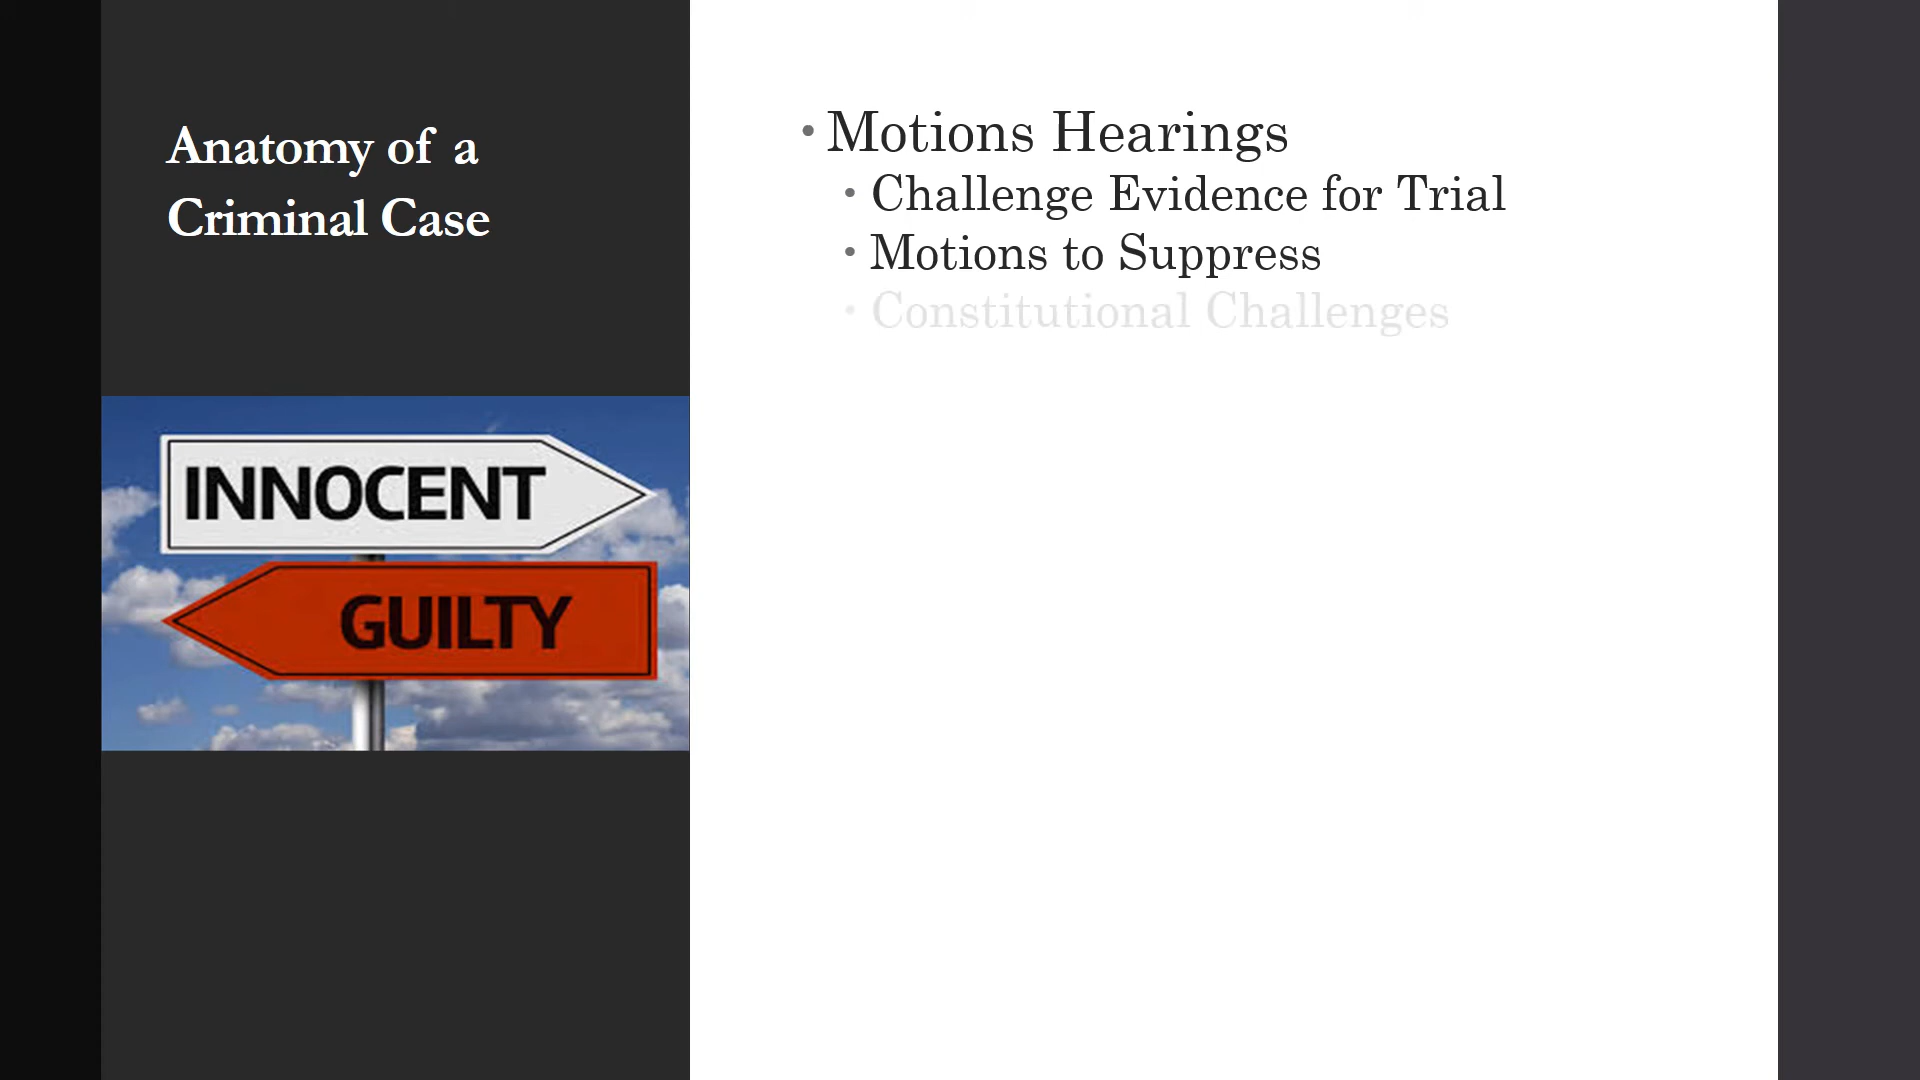 Anatomy of a
Criminal Case
INNOCENT
GUILTY
• Motions Hearings
• Challenge Evidence for Trial
• Motions to Suppress
• Constitutional Challenges